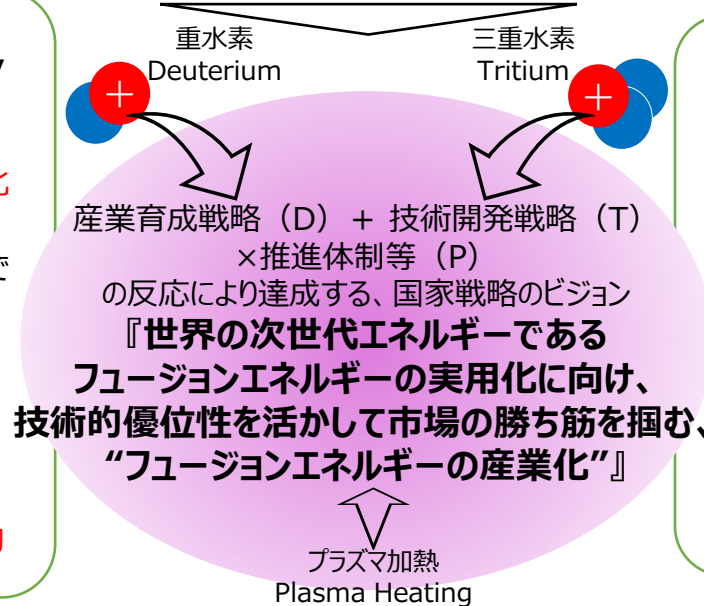 重水素
Deuterium
三重水素
Tritium
+
+
産業育成戦略（D）+ 技術開発戦略（T）
×推進体制等（P）
の反応により達成する、国家戦略のビジョン
『世界の次世代エネルギーである
フュージョンエネルギーの実用化に向け、
技術的優位性を活かして市場の勝ち筋を掴む、
“フュージョンエネルギーの産業化”』
プラズマ加熱
Plasma Heating
で